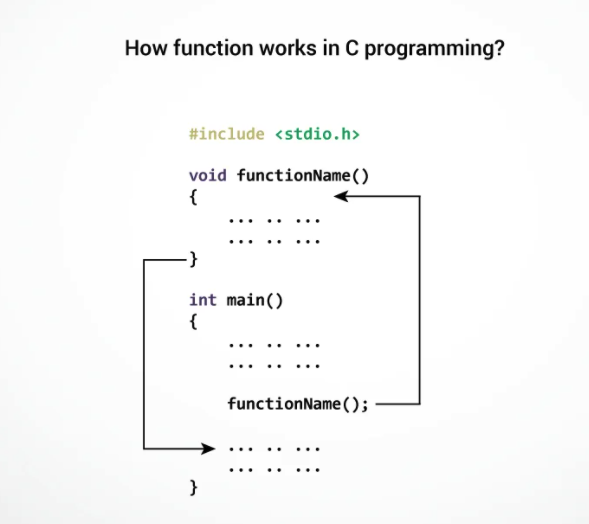 How function works in C programming?
#include <stdio.h>
void functionName()
{
... .. ...
... .. ...
}
int main()
{
... .. ...
... .. ...
functionName();
... .. ...
... .. ...
}